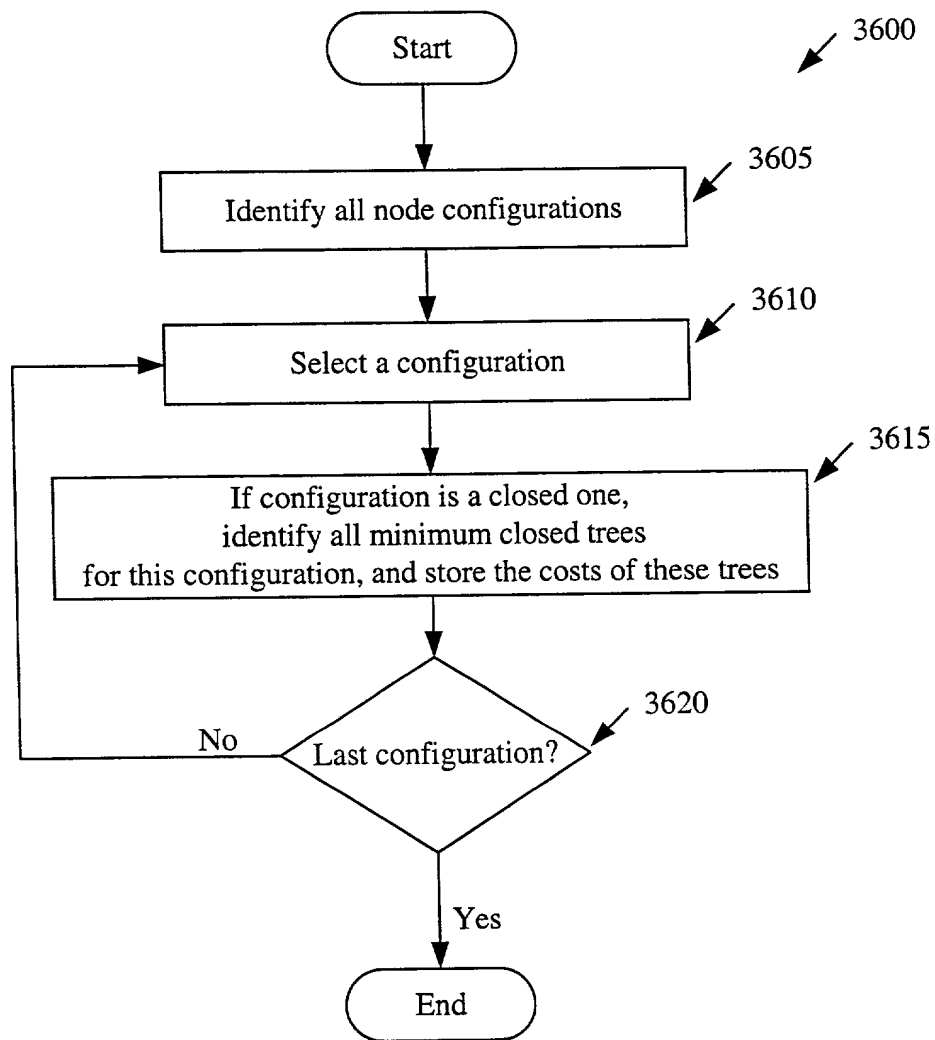 Start
3600
3605
Identify all node configurations
3610
Select a configuration
3615
If configuration is a closed one,
identify all minimum closed trees
for this configuration, and store the costs of these trees
3620
No
Last configuration?
Yes
End